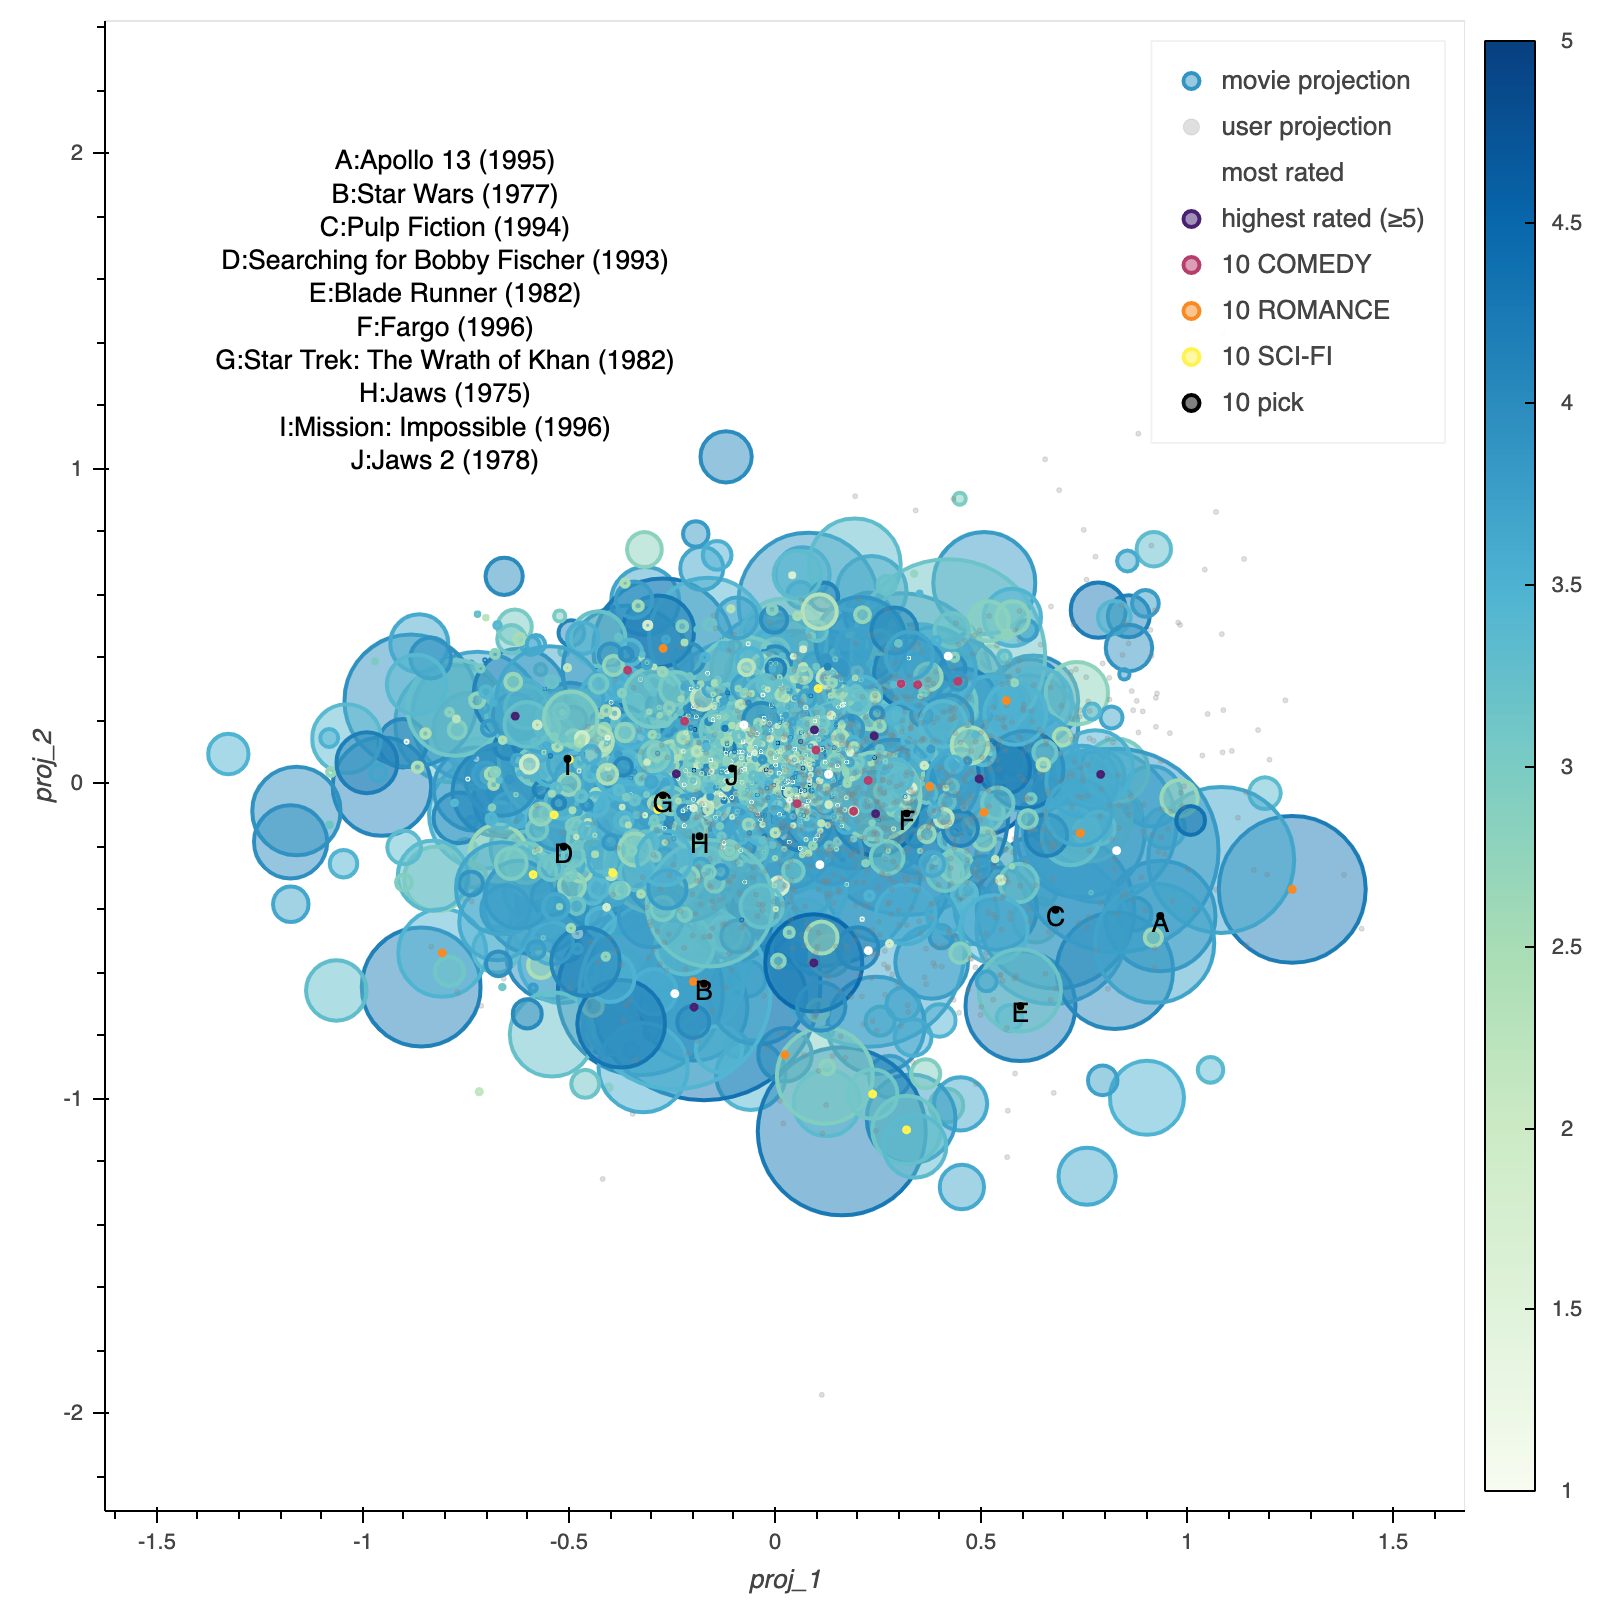 A:Apollo 13 (1995)
B:Star Wars (1977)
C:Pulp Fiction (1994)
D:Searching for Bobby Fischer (1993)
E:Blade Runner (1982)
F:Fargo (1996)
G:Star Trek: The Wrath of Khan (1982)
H:Jaws (1975)
I:Mission: Impossible (1996)
J:Jaws 2 (1978)
movie projection
user projection
most rated
highest rated (≥5)
10 COMEDY
10 ROMANCE
10 SCI-FI
10 pick
5
4.5
4
3.5
3
2.5
2
1.5
1
2
1
0
-1
-2
proj_2
I
J
G
F
H
D
C
A
B
E
-1.5
-1
-0.5
0
0.5
1
1.5
proj_1